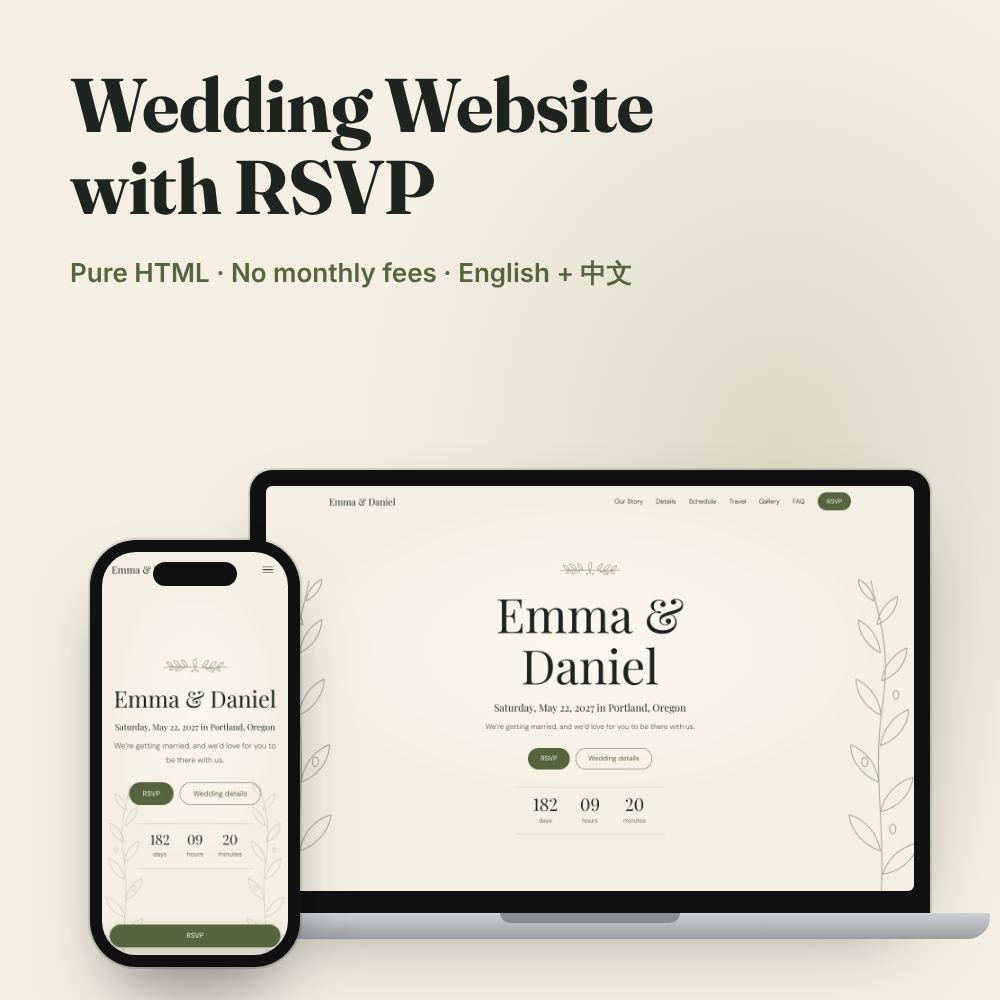 Wedding Website
with RSVP
Pure HTML · No monthly fees · English + 中文
Emma & Daniel
Our Story Details Schedule Travel Gallery FAQ RSVP
Emma &
Daniel
Saturday, May 22, 2027 in Portland, Oregon
We're getting married, and we'd love for you to be there with us.
RSVP Wedding details
182 09 20
days hours minutes
Emma &
Emma & Daniel
Saturday, May 22, 2027 in Portland, Oregon
We're getting married, and we'd love for you to
be there with us.
RSVP Wedding details
182 09 20
days hours minutes
RSVP